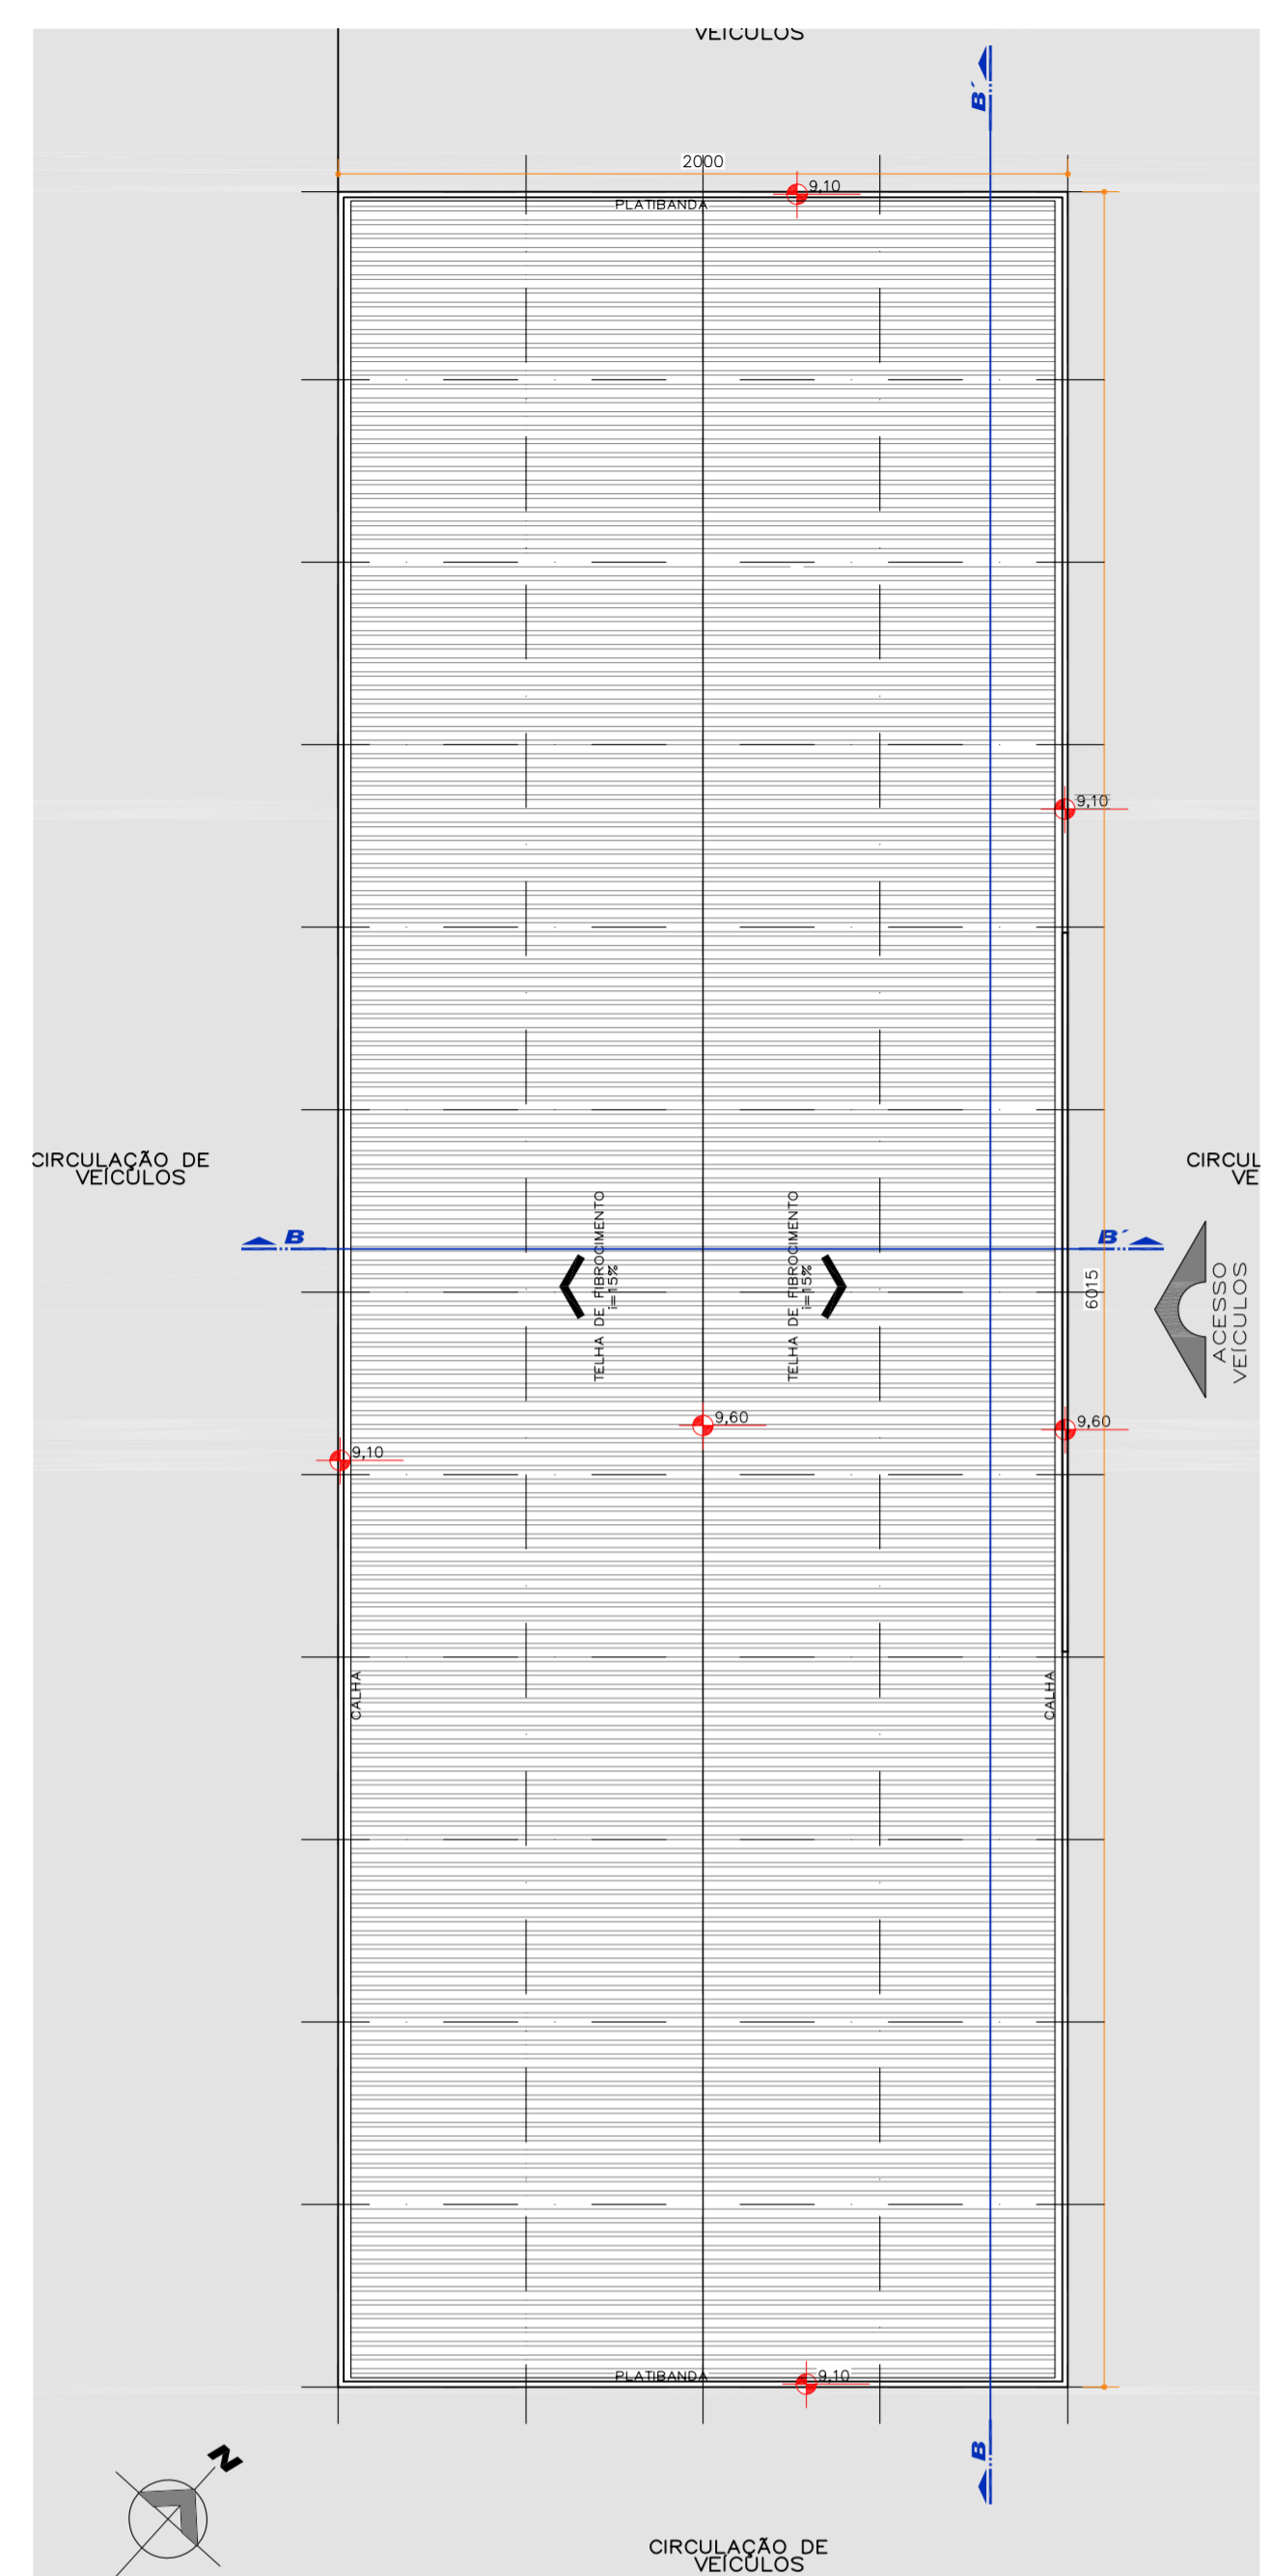 VEÍCULOS
B´
2000
9,10
PLATIBANDA
9,10
CIRCULAÇÃO DE
VEÍCULOS
CIRCUL
VE
B
B´
TELHA DE FIBROCIMENTO
i=15%
TELHA DE FIBROCIMENTO
i=15%
6015
ACESSO
VEÍCULOS
9,60
9,60
9,10
CALHA
CALHA
PLATIBANDA
9,10
B
N
CIRCULAÇÃO DE
VEÍCULOS